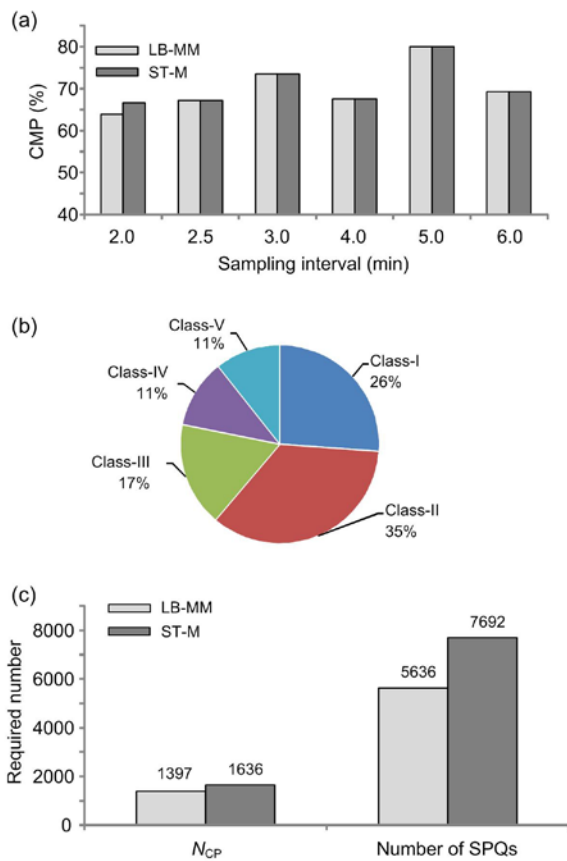 (a)
80
70
60
50
40
CMP (%)
LB-MM
ST-M
2.0 2.5 3.0 4.0 5.0 6.0
Sampling interval (min)
(b)
Class-V
11%
Class-IV
11%
Class-III
17%
Class-I
26%
Class-II
35%
(c)
LB-MM
ST-M
8000
6000
4000
2000
0
Required number
1397
1636
5636
7692
N_CP
Number of SPQs